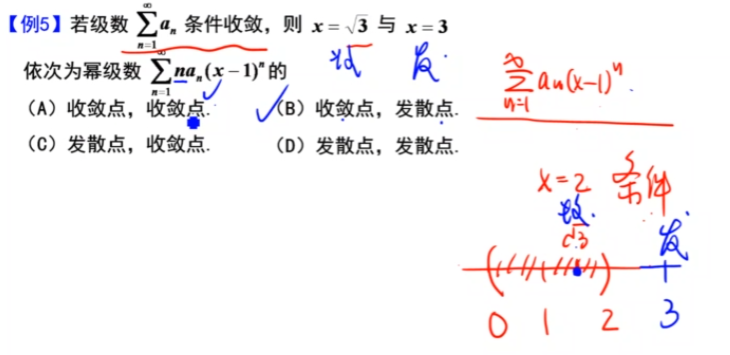 【例5】若级数 $\sum_{n=1}^{\infty} a_n$ 条件收敛，则 $x=\sqrt{3}$ 与 $x=3$
依次为幂级数 $\sum_{n=1}^{\infty} na_n(x-1)^n$ 的
（A）收敛点，收敛点. （B）收敛点，发散点.
（C）发散点，收敛点. （D）发散点，发散点.
发
$\sum_{n=1}^{\infty} a_n(x-1)^n$.
x=2 条件
√3
发
0 1 2 3